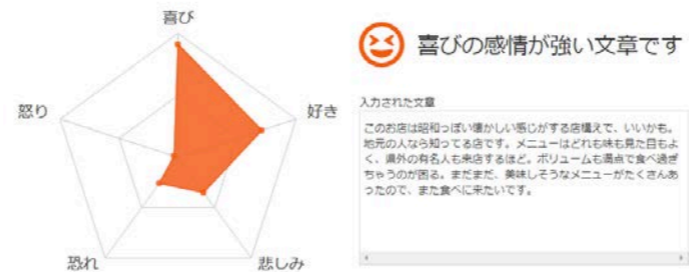 喜び
好き
悲しみ
恐れ
怒り
喜びの感情が強い文章です
入力された文章
このお店は昭和っぽい懐かしい感じがする店構えで、いいかも。
地元の人なら知ってる店です。メニューはどれも味も見た目もよ
く、県外の有名人も来店するほど。ボリュームも満点で食べ過ぎ
ちゃうのが困る。まだまだ、美味しそうなメニューがたくさんあ
ったので、また食べに来たいです。